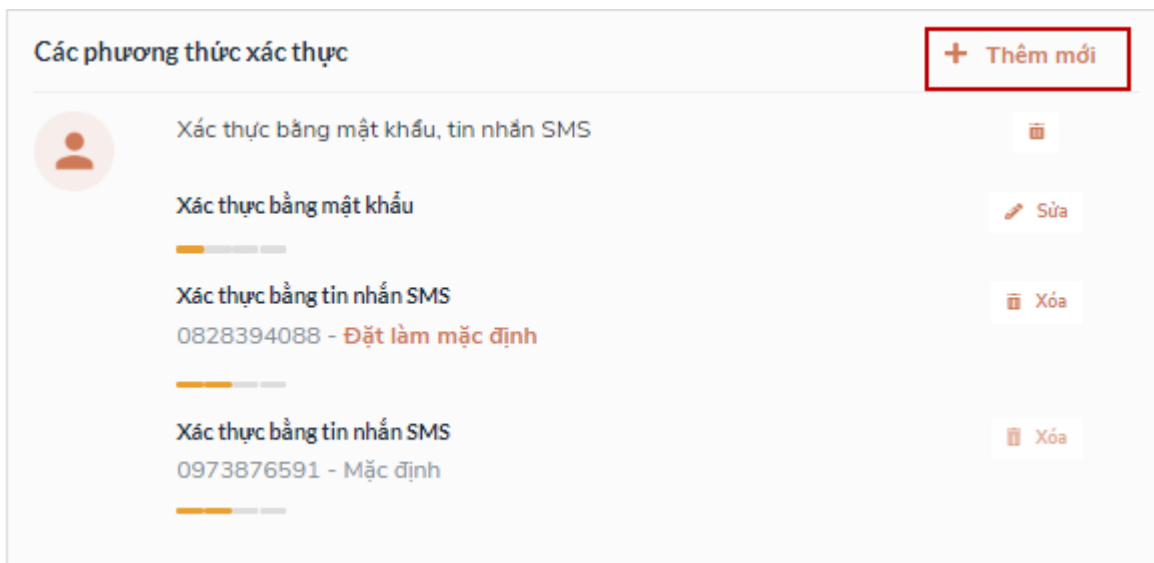 Các phương thức xác thực
+ Thêm mới
Xác thực bằng mật khẩu, tin nhắn SMS
Xác thực bằng mật khẩu
Sửa
Xác thực bằng tin nhắn SMS
Xóa
0828394088 - Đặt làm mặc định
Xác thực bằng tin nhắn SMS
Xóa
0973876591 - Mặc định